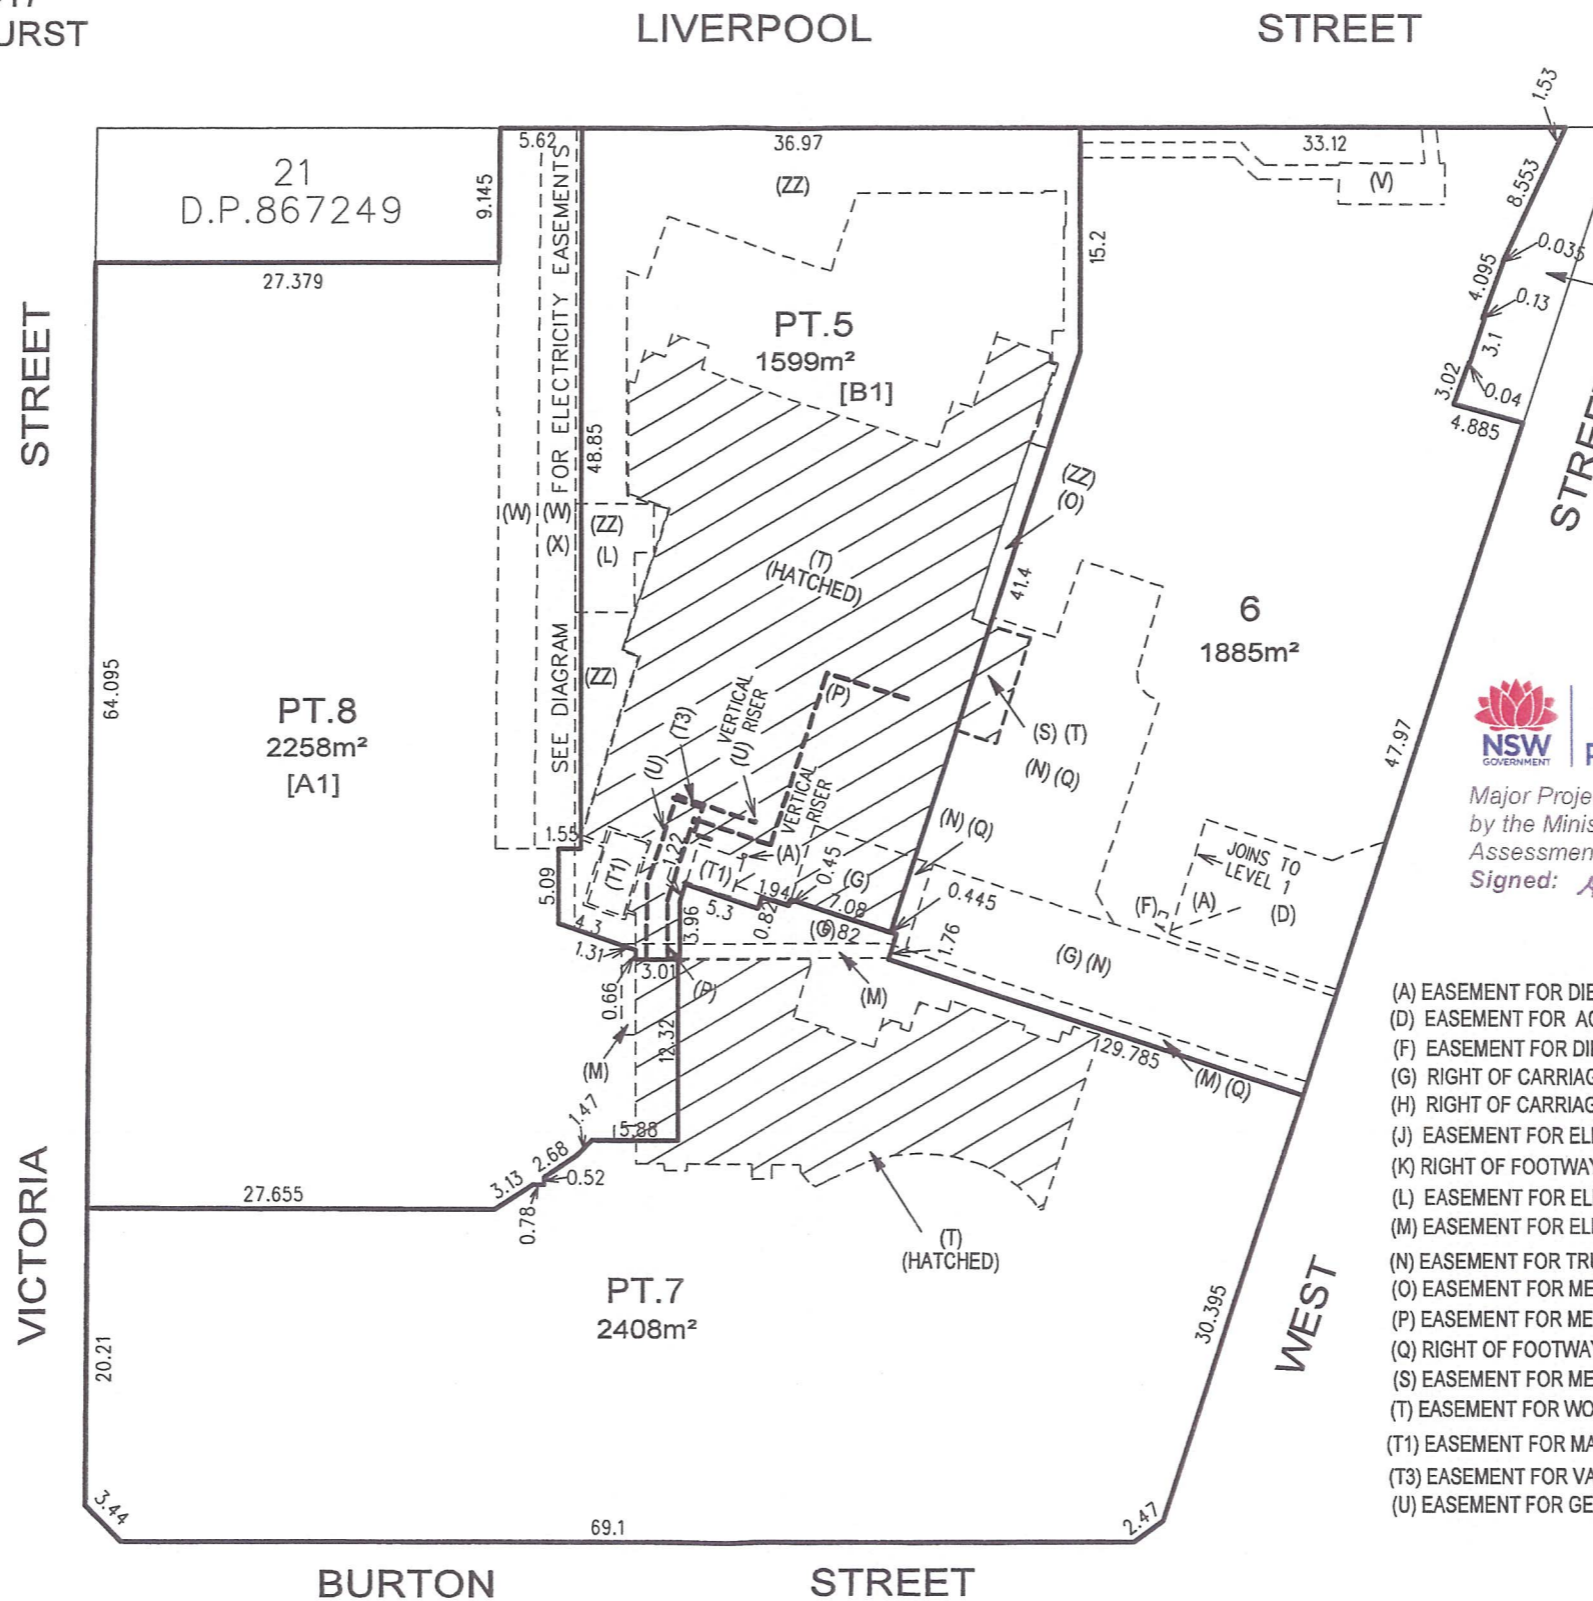 URST
LIVERPOOL STREET
1.53
5.62
36.97
33.12
21
D.P.867249
9.145
(ZZ)
(V)
8.553
15.2
0.035
4.095
27.379
0.13
3.1
PT.5
1599m²
[B1]
3.02
0.04
4.885
STREET
48.85
(ZZ)
(O)
(W)
(W)
(X)
(ZZ)
(L)
SEE DIAGRAM FOR ELECTRICITY EASEMENTS
(T)
(HATCHED)
41.4
6
1885m²
64.095
(ZZ)
PT.8
2258m²
[A1]
(U)
(T3)
VERTICAL
(U) RISER
(P)
(S) (T)
(N) (Q)
47.97
NSW
GOVERNMENT
Major Proje
by the Minis
Assessmen
Signed:
VERTICAL
RISER
(N) (Q)
1.55
1.22
(A)
0.45
(G)
JOINS TO
LEVEL 1
5.09
(T1)
(T1)
1.94
7.08
0.445
(F)
(A)
(D)
4.3
3.96
5.3
0.82
(G)
1.76
1.31
3.01
(P)
(M)
(G) (N)
0.66
12.32
29.785
(M)
(M) (Q)
1.47
5.88
2.68
3.13
0.52
0.78
27.655
(T)
(HATCHED)
VICTORIA
PT.7
2408m²
30.395
WEST
20.21
3.44
69.1
2.47
BURTON STREET
(A) EASEMENT FOR DIE
(D) EASEMENT FOR AC
(F) EASEMENT FOR DIE
(G) RIGHT OF CARRIAG
(H) RIGHT OF CARRIAG
(J) EASEMENT FOR ELE
(K) RIGHT OF FOOTWAY
(L) EASEMENT FOR ELE
(M) EASEMENT FOR ELE
(N) EASEMENT FOR TRU
(O) EASEMENT FOR ME
(P) EASEMENT FOR ME
(Q) RIGHT OF FOOTWAY
(S) EASEMENT FOR ME
(T) EASEMENT FOR WO
(T1) EASEMENT FOR MA
(T3) EASEMENT FOR VA
(U) EASEMENT FOR GE